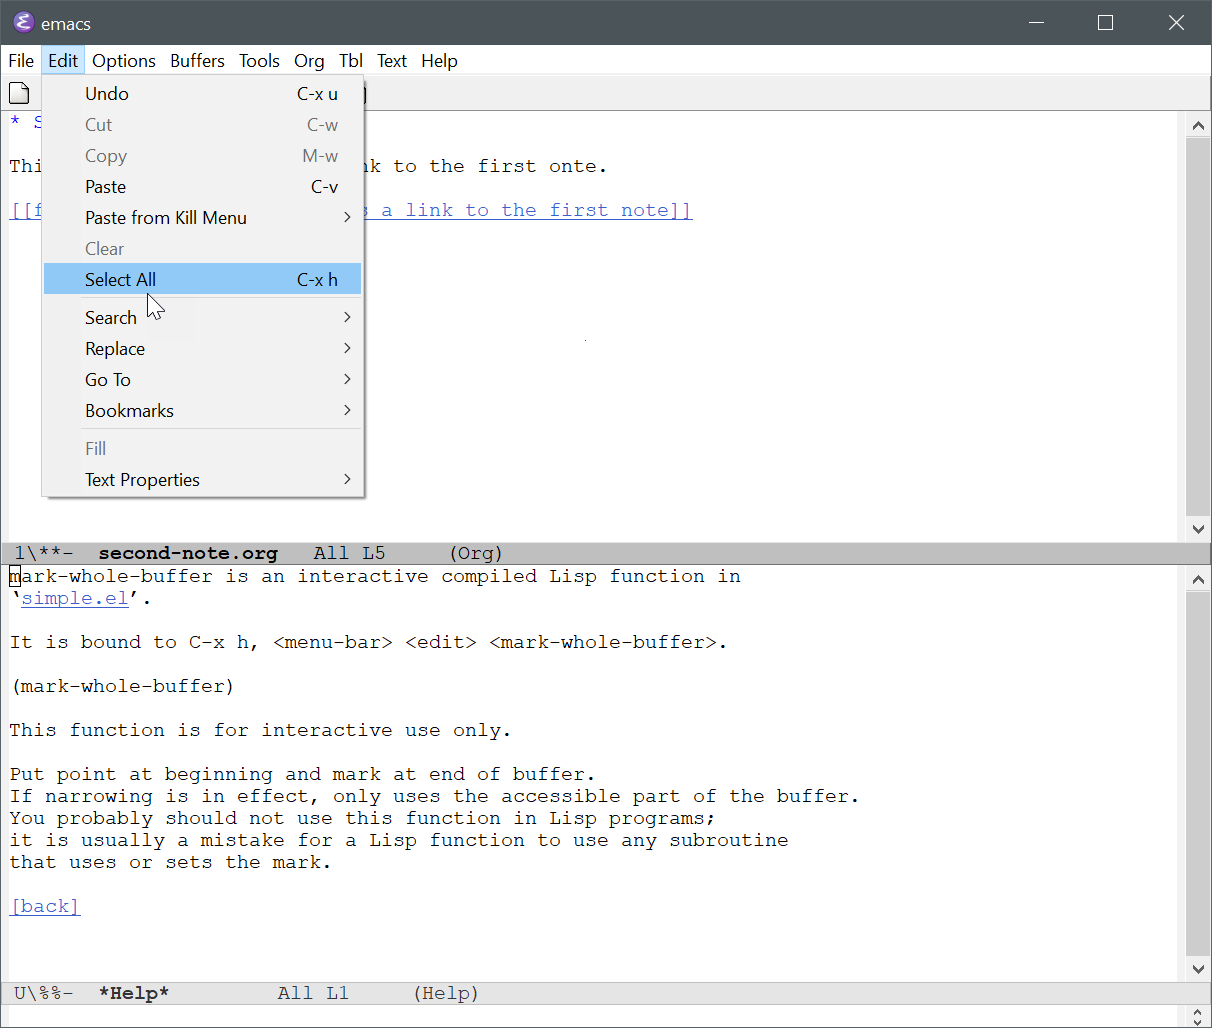 emacs
File Edit Options Buffers Tools Org Tbl Text Help
Undo C-x u
Cut C-w
Copy M-w
Paste C-v
Paste from Kill Menu
Clear
Select All C-x h
Search
Replace
Go To
Bookmarks
Fill
Text Properties
* S
Thi nk to the first onte.
[[f s a link to the first note]]
1\**- second-note.org All L5 (Org)
mark-whole-buffer is an interactive compiled Lisp function in
‘simple.el’.
It is bound to C-x h, <menu-bar> <edit> <mark-whole-buffer>.
(mark-whole-buffer)
This function is for interactive use only.
Put point at beginning and mark at end of buffer.
If narrowing is in effect, only uses the accessible part of the buffer.
You probably should not use this function in Lisp programs;
it is usually a mistake for a Lisp function to use any subroutine
that uses or sets the mark.
[back]
U\%%- *Help* All L1 (Help)